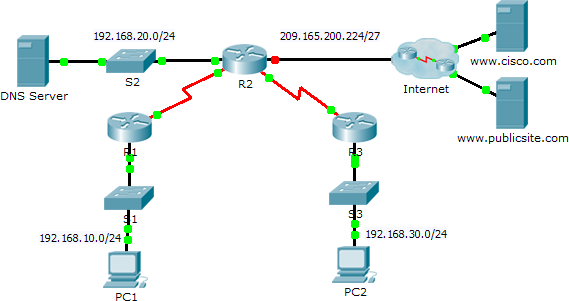 192.168.20.0/24
209.165.200.224/27
www.cisco.com
DNS Server
S2
R2
Internet
www.publicsite.com
R1
R3
S1
S3
192.168.10.0/24
192.168.30.0/24
PC1
PC2